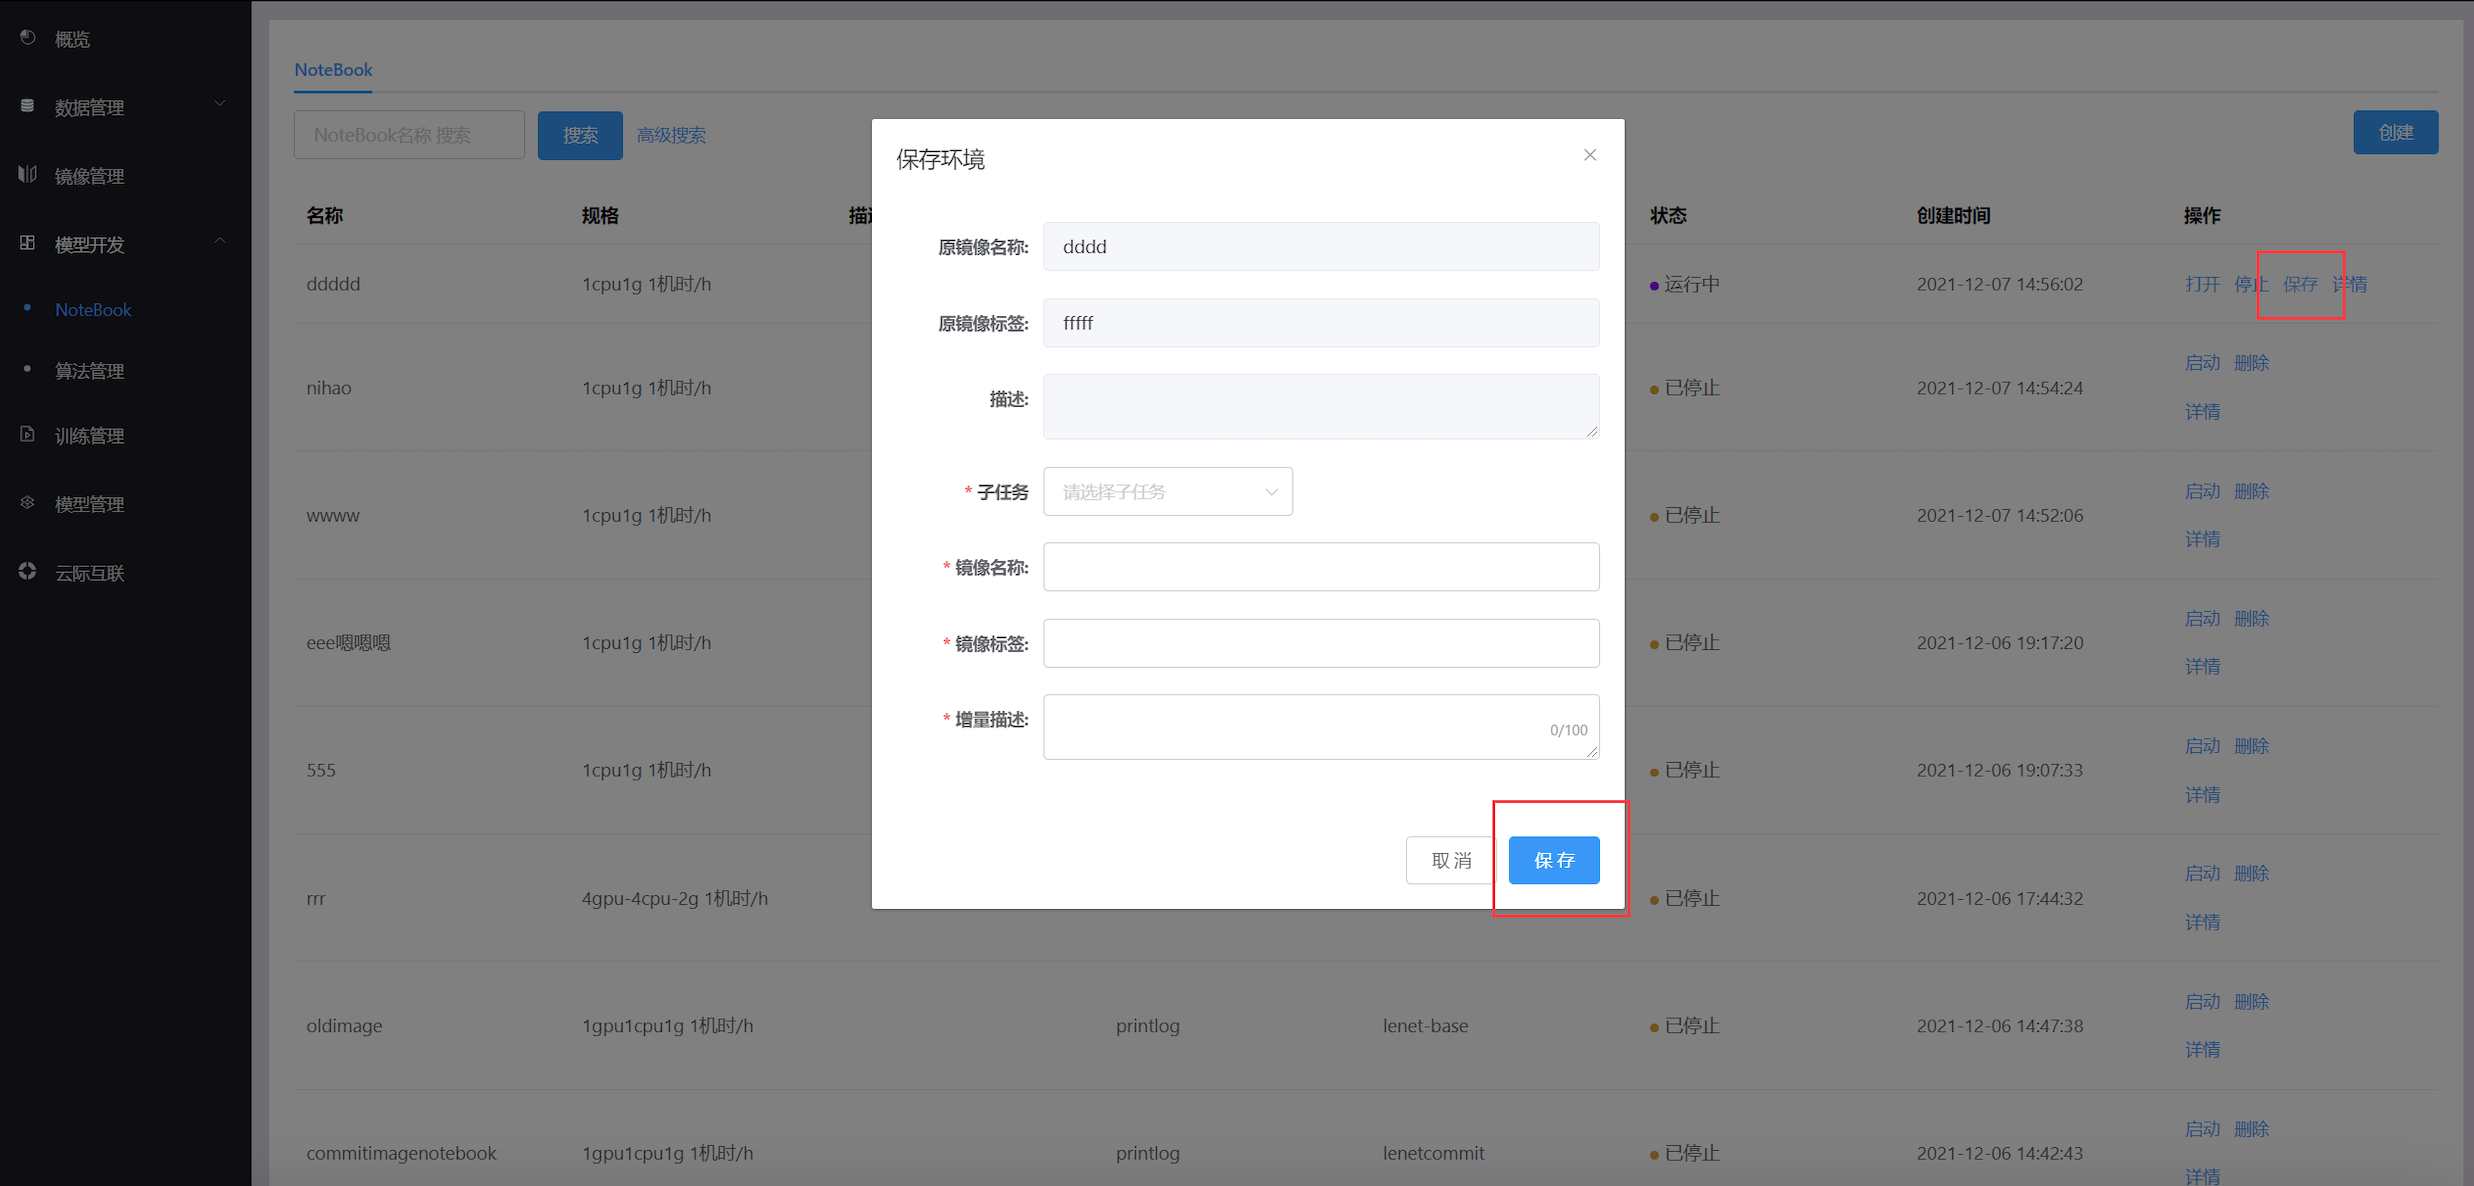 概览
数据管理
镜像管理
模型开发
NoteBook
算法管理
训练管理
模型管理
云际互联
NoteBook
NoteBook名称 搜索
搜索
高级搜索
创建
名称 规格 状态 创建时间 操作
ddddd 1cpu1g 1机时/h 运行中 2021-12-07 14:56:02 打开 停止 保存 详情
nihao 1cpu1g 1机时/h 已停止 2021-12-07 14:54:24 启动 删除
详情
wwww 1cpu1g 1机时/h 已停止 2021-12-07 14:52:06 启动 删除
详情
eee嗯嗯嗯 1cpu1g 1机时/h 已停止 2021-12-06 19:17:20 启动 删除
详情
555 1cpu1g 1机时/h 已停止 2021-12-06 19:07:33 启动 删除
详情
rrr 4gpu-4cpu-2g 1机时/h 已停止 2021-12-06 17:44:32 启动 删除
详情
oldimage 1gpu1cpu1g 1机时/h printlog lenet-base 已停止 2021-12-06 14:47:38 启动 删除
详情
commitimagenotebook 1gpu1cpu1g 1机时/h printlog lenetcommit 已停止 2021-12-06 14:42:43 启动 删除
详情
保存环境
原镜像名称: dddd
原镜像标签: fffff
描述:
* 子任务 请选择子任务
* 镜像名称:
* 镜像标签:
* 增量描述:
0/100
取消 保存